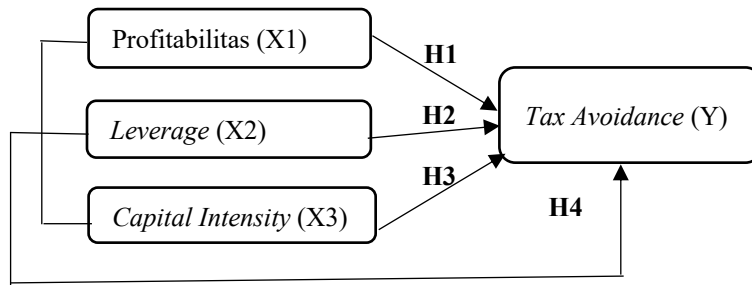 Profitabilitas (X1)
H1
Tax Avoidance (Y)
H2
Leverage (X2)
H3
Capital Intensity (X3)
H4